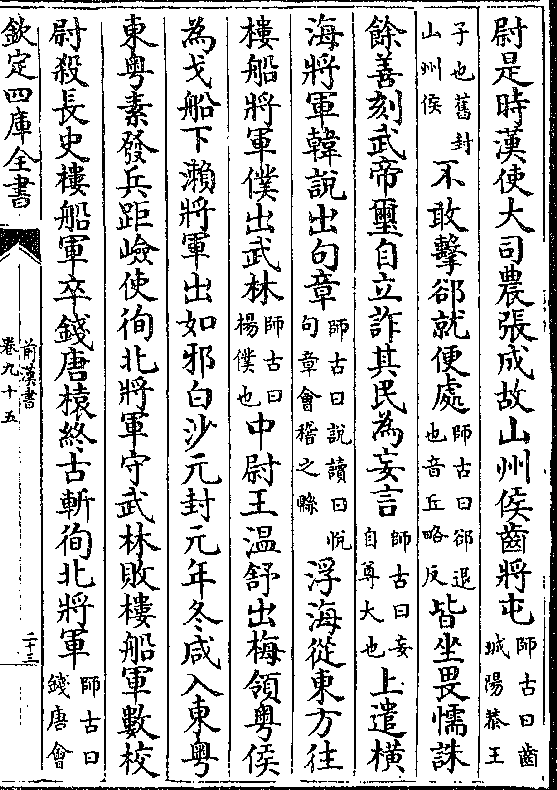 尉是時漢使大司農張成故山州侯齒將屯師古曰齒城陽恭王
子也舊封山州侯不敢擊郤就便處師古曰郤退也音丘略反皆坐畏懦誅
餘善刻武帝璽自立詐其民為妄言師古曰妄自尊大也上遣橫
海將軍韓說出句章師古曰說讀曰恱句章會稽之縣浮海從東方往
樓船將軍僕出武林師古曰楊僕也中尉王温舒出梅領粤侯
為戈船下瀨將軍出如邪白沙元封元年冬咸入東粤
東粤素發兵距嶮使徇北將軍守武林敗樓船軍數校
尉殺長史樓船軍卒錢唐榬終古斬徇北將軍師古曰錢唐會
欽定四庫全書
前漢書
卷九十五
二十三